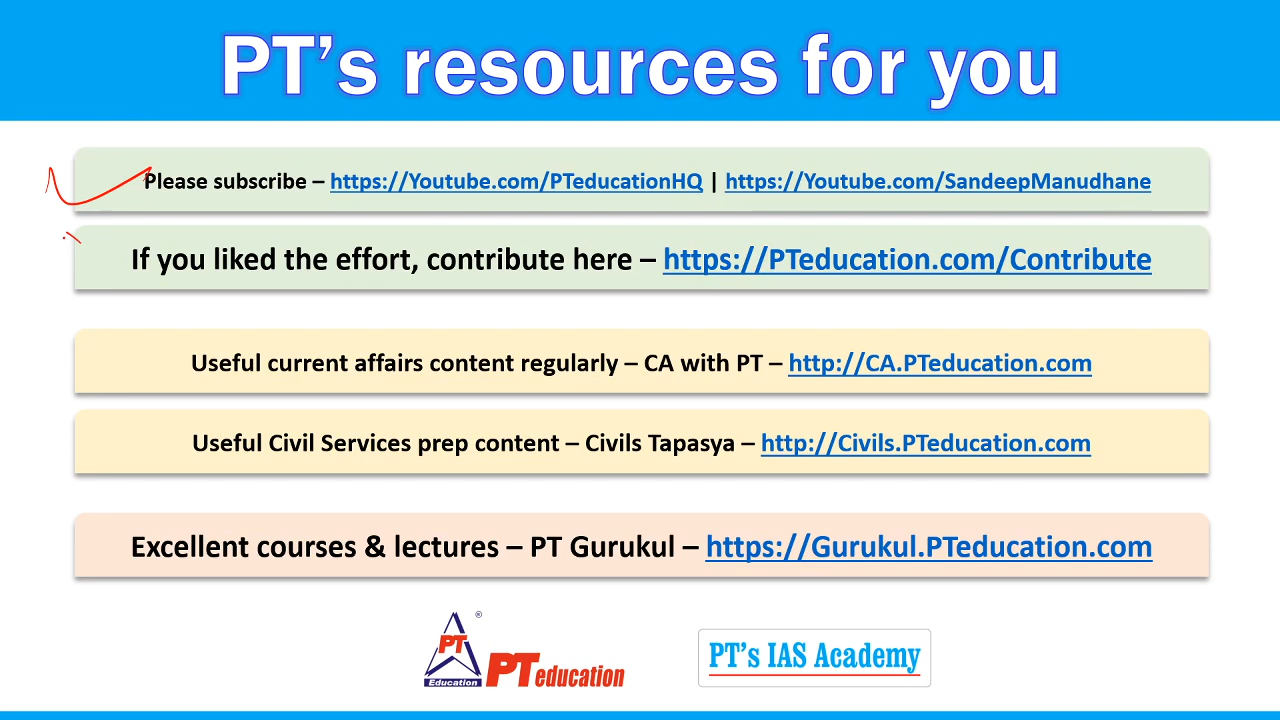 PT's resources for you
Please subscribe – https://Youtube.com/PTeducationHQ | https://Youtube.com/SandeepManudhane
If you liked the effort, contribute here – https://PTeducation.com/Contribute
Useful current affairs content regularly – CA with PT – http://CA.PTeducation.com
Useful Civil Services prep content – Civils Tapasya – http://Civils.PTeducation.com
Excellent courses & lectures – PT Gurukul – https://Gurukul.PTeducation.com
®
PT
Education
PT education
PT's IAS Academy